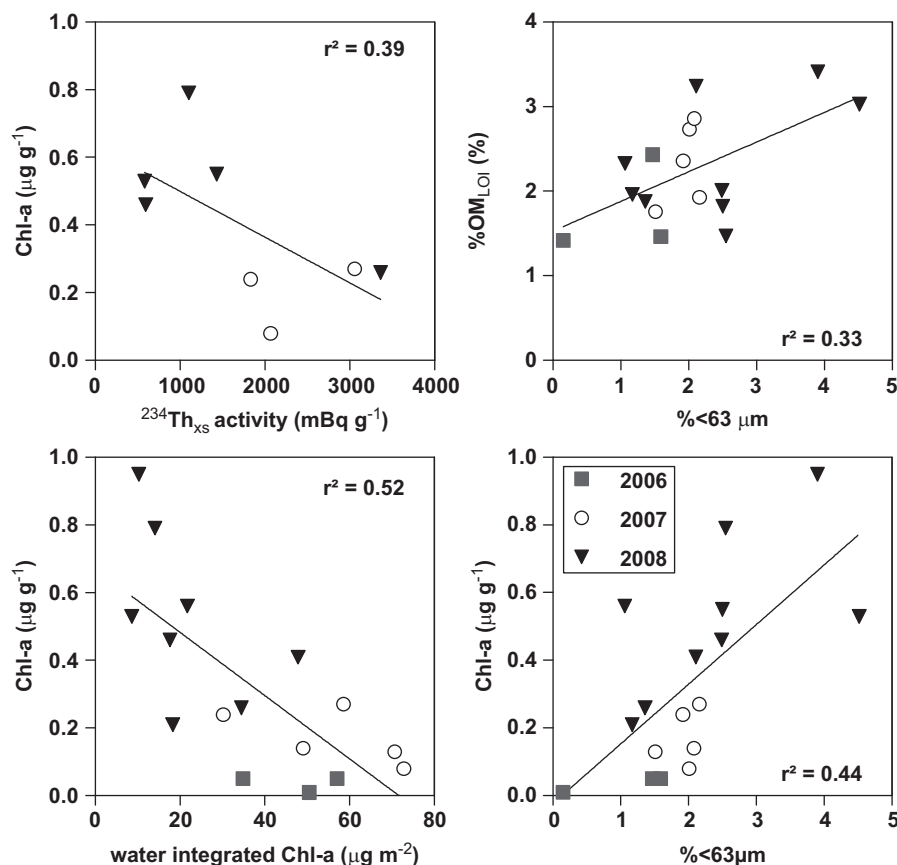 1.0
0.8
0.6
0.4
0.2
0.0
Chl-a (µg g⁻¹)
r² = 0.39
0 1000 2000 3000 4000
²³⁴Thₓₛ activity (mBq g⁻¹)
4
3
2
1
0
%OM_LOI (%)
r² = 0.33
0 1 2 3 4 5
%<63 µm
1.0
0.8
0.6
0.4
0.2
0.0
Chl-a (µg g⁻¹)
r² = 0.52
0 20 40 60 80
water integrated Chl-a (µg m⁻²)
1.0
0.8
0.6
0.4
0.2
0.0
Chl-a (µg g⁻¹)
2006
2007
2008
r² = 0.44
0 1 2 3 4 5
%<63µm